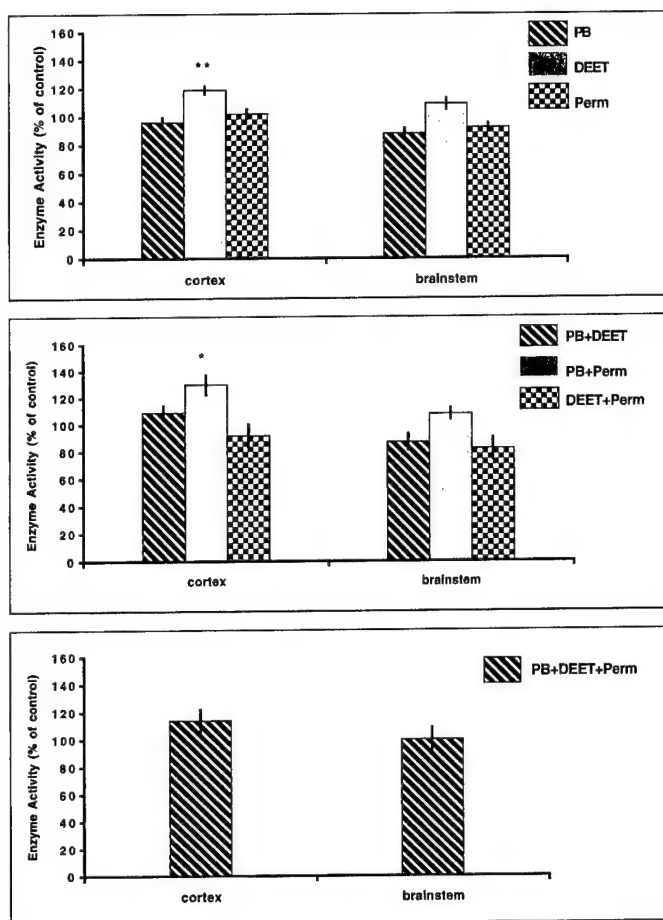 Enzyme Activity (% of control)
160
140
120
100
80
60
40
20
0
**
cortex
brainstem
PB
DEET
Perm
Enzyme Activity (% of control)
160
140
120
100
80
60
40
20
0
*
cortex
brainstem
PB+DEET
PB+Perm
DEET+Perm
Enzyme Activity (% of control)
160
140
120
100
80
60
40
20
0
cortex
brainstem
PB+DEET+Perm